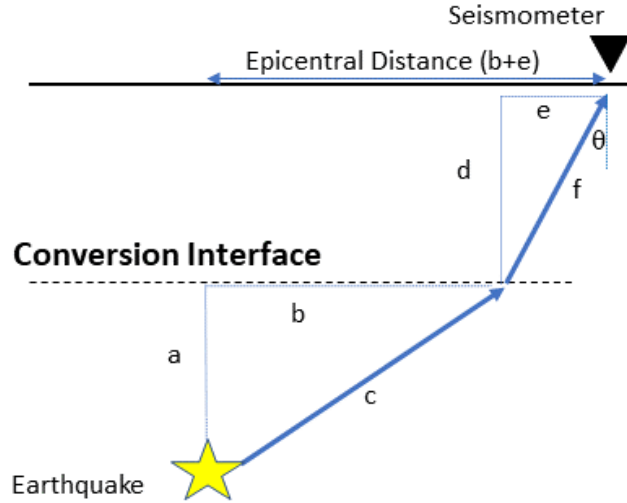 Seismometer
Epicentral Distance (b+e)
e
θ
d
f
Conversion Interface
b
a
c
Earthquake